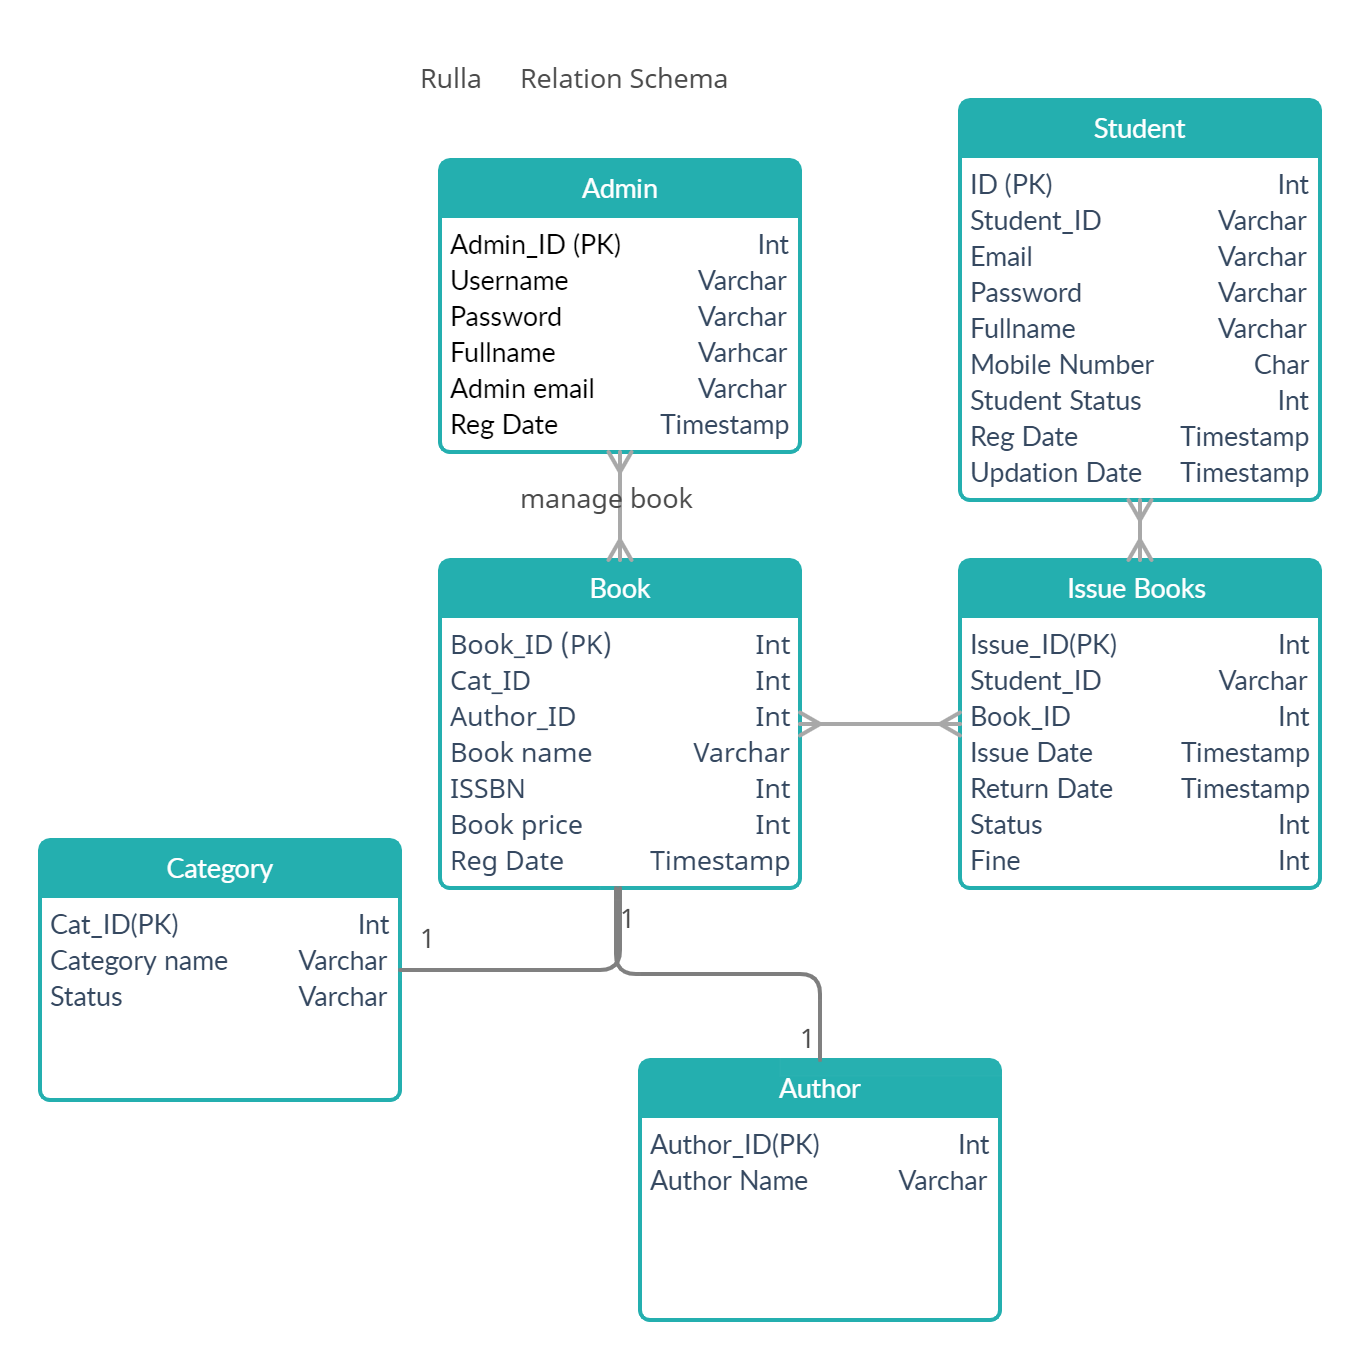 Rulla Relation Schema
Admin
Admin_ID (PK) Int
Username Varchar
Password Varchar
Fullname Varhcar
Admin email Varchar
Reg Date Timestamp
manage book
Student
ID (PK) Int
Student_ID Varchar
Email Varchar
Password Varchar
Fullname Varchar
Mobile Number Char
Student Status Int
Reg Date Timestamp
Updation Date Timestamp
Book
Book_ID (PK) Int
Cat_ID Int
Author_ID Int
Book name Varchar
ISSBN Int
Book price Int
Reg Date Timestamp
Issue Books
Issue_ID(PK) Int
Student_ID Varchar
Book_ID Int
Issue Date Timestamp
Return Date Timestamp
Status Int
Fine Int
Category
Cat_ID(PK) Int
Category name Varchar
Status Varchar
1
1
1
Author
Author_ID(PK) Int
Author Name Varchar